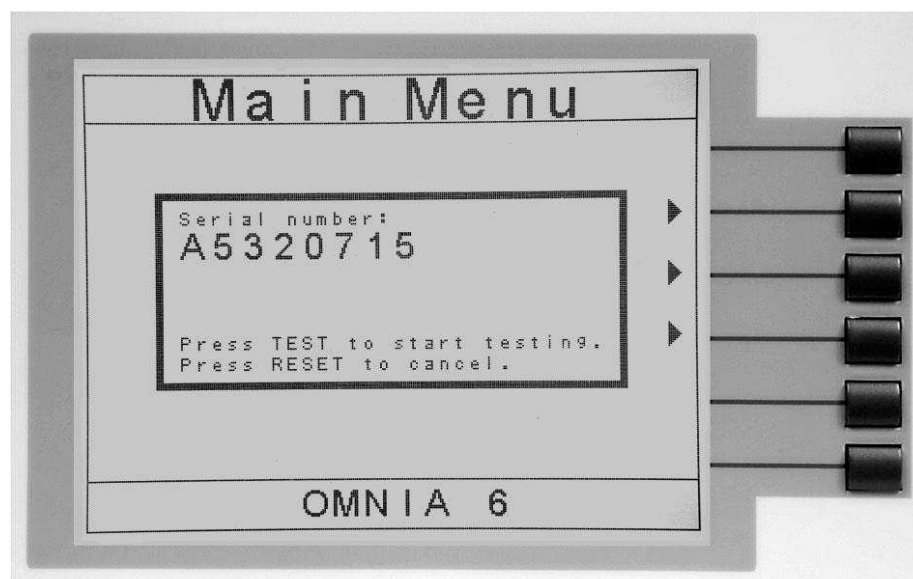 Main Menu
Serial number:
A5320715
Press TEST to start testing.
Press RESET to cancel.
OMNIA 6